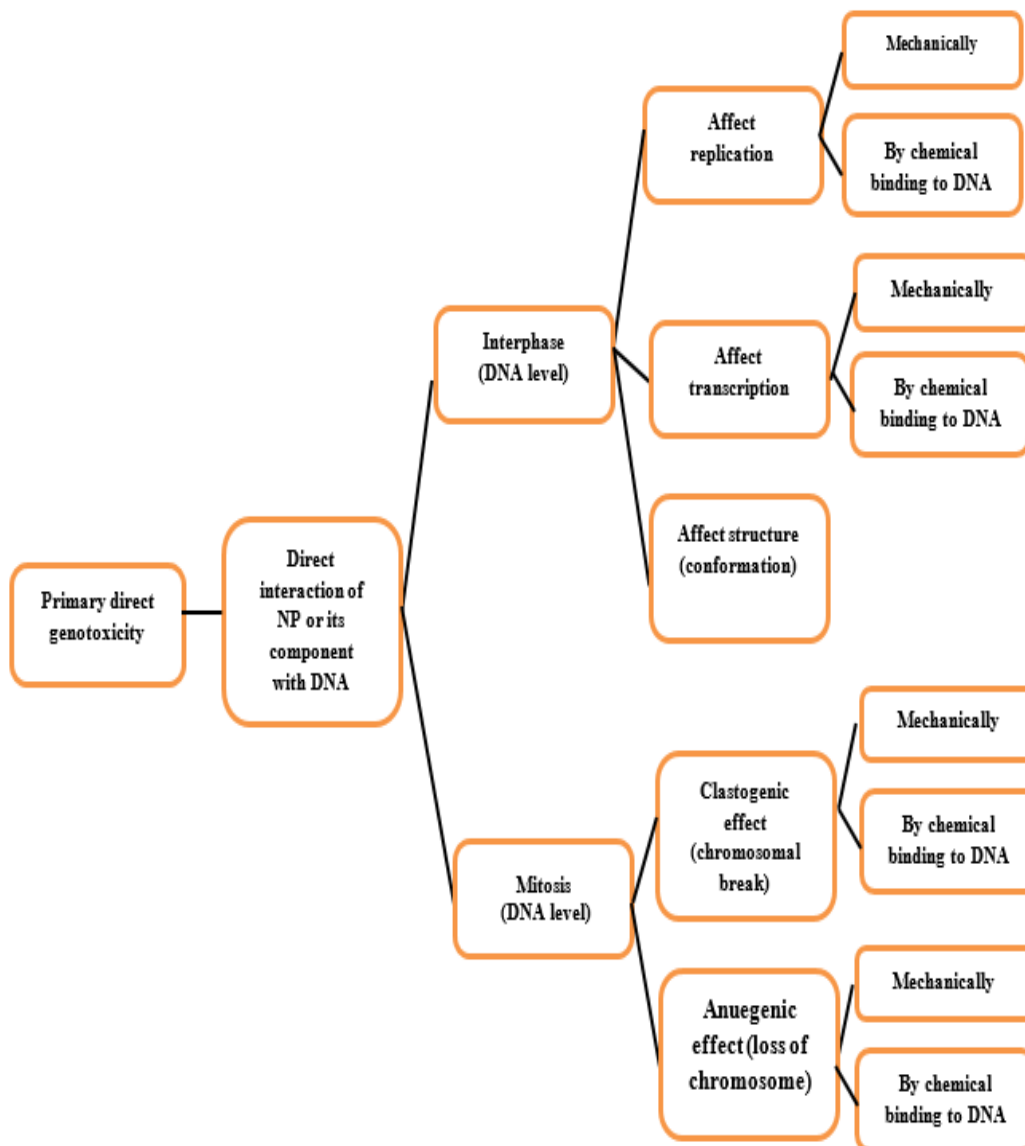 Primary direct
genotoxicity
Direct
interaction of
NP or its
component
with DNA
Interphase
(DNA level)
Affect
replication
Mechanically
By chemical
binding to DNA
Affect
transcription
Mechanically
By chemical
binding to DNA
Affect structure
(conformation)
Mitosis
(DNA level)
Clastogenic
effect
(chromosomal
break)
Mechanically
By chemical
binding to DNA
Anuegenic
effect (loss of
chromosome)
Mechanically
By chemical
binding to DNA